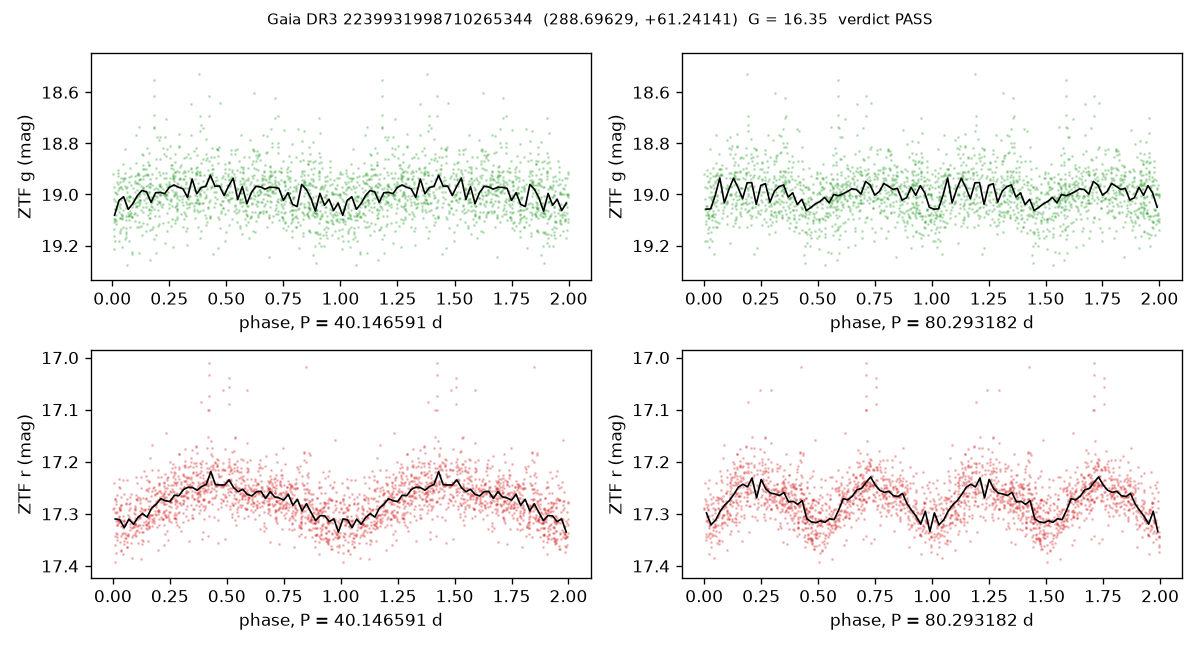 Gaia DR3 2239931998710265344 (288.69629, +61.24141) G = 16.35 verdict PASS
ZTF g (mag)
18.6
18.8
19.0
19.2
0.00 0.25 0.50 0.75 1.00 1.25 1.50 1.75 2.00
phase, P = 40.146591 d
ZTF g (mag)
18.6
18.8
19.0
19.2
0.00 0.25 0.50 0.75 1.00 1.25 1.50 1.75 2.00
phase, P = 80.293182 d
ZTF r (mag)
17.0
17.1
17.2
17.3
17.4
0.00 0.25 0.50 0.75 1.00 1.25 1.50 1.75 2.00
phase, P = 40.146591 d
ZTF r (mag)
17.0
17.1
17.2
17.3
17.4
0.00 0.25 0.50 0.75 1.00 1.25 1.50 1.75 2.00
phase, P = 80.293182 d